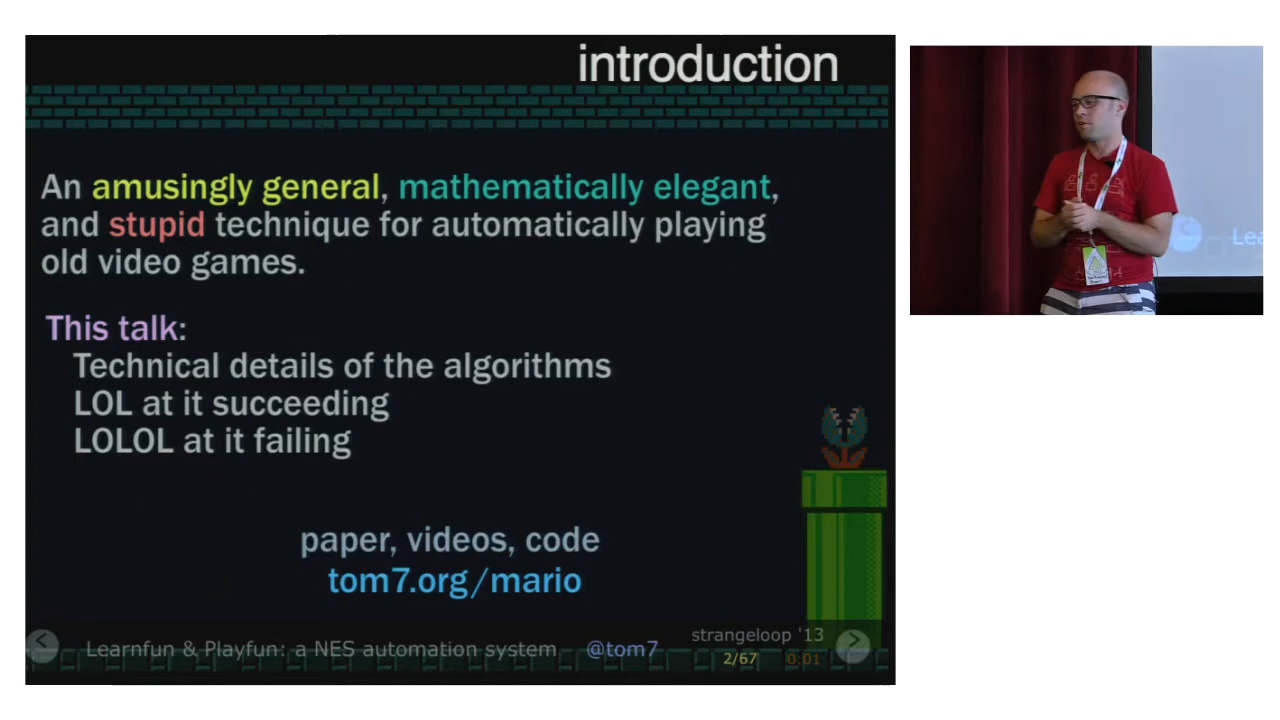 introduction
An amusingly general, mathematically elegant,
and stupid technique for automatically playing
old video games.
This talk:
Technical details of the algorithms
LOL at it succeeding
LOLOL at it failing
paper, videos, code
tom7.org/mario
Learnfun & Playfun: a NES automation system @tom7
strangeloop '13
2/67 0:01
Lea